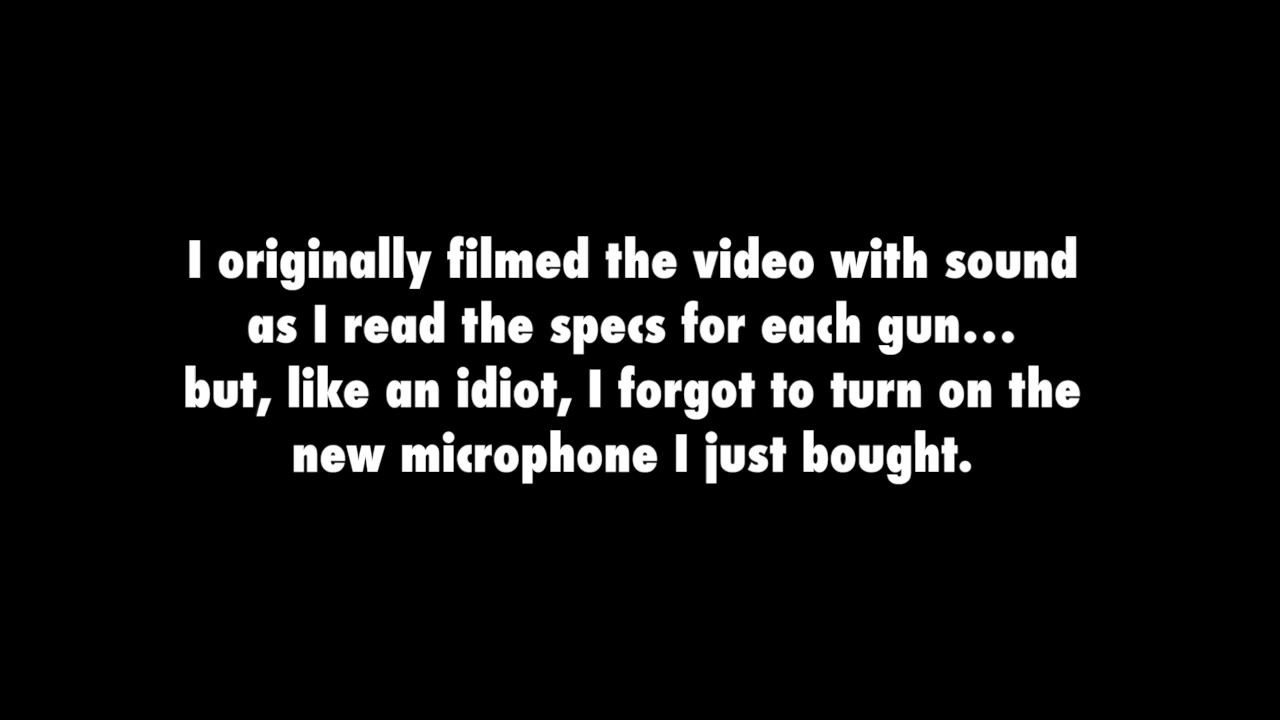 I originally filmed the video with sound
as I read the specs for each gun...
but, like an idiot, I forgot to turn on the
new microphone I just bought.